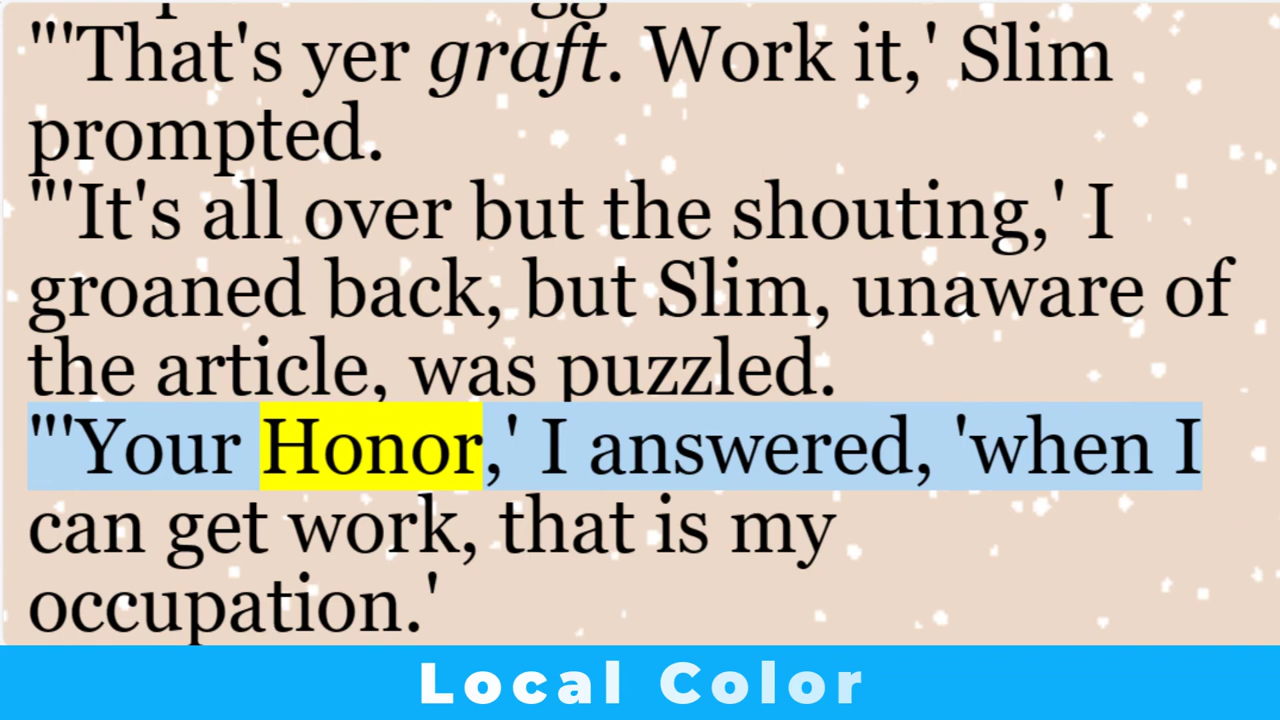 "'That's yer graft. Work it,' Slim
prompted.
"'It's all over but the shouting,' I
groaned back, but Slim, unaware of
the article, was puzzled.
"'Your Honor,' I answered, 'when I
can get work, that is my
occupation.'
Local Color